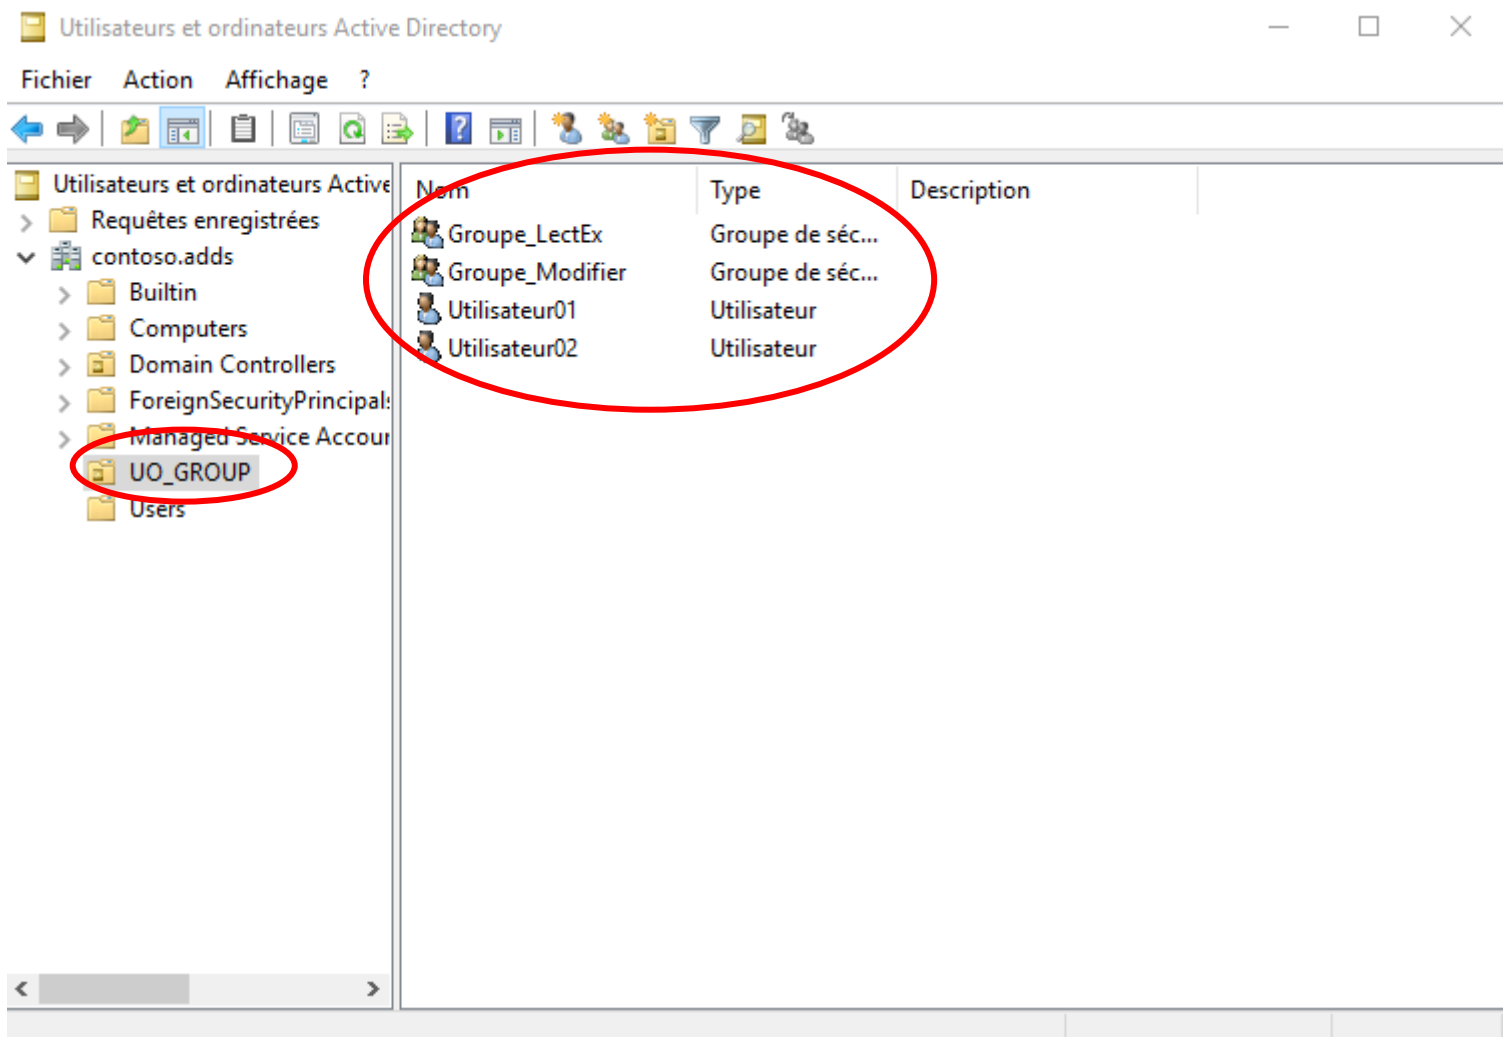 Utilisateurs et ordinateurs Active Directory
Fichier Action Affichage ?
Utilisateurs et ordinateurs Active
Requêtes enregistrées
contoso.adds
Builtin
Computers
Domain Controllers
ForeignSecurityPrincipals
Managed Service Accour
UO_GROUP
Users
Nom Type Description
Groupe_LectEx Groupe de séc...
Groupe_Modifier Groupe de séc...
Utilisateur01 Utilisateur
Utilisateur02 Utilisateur